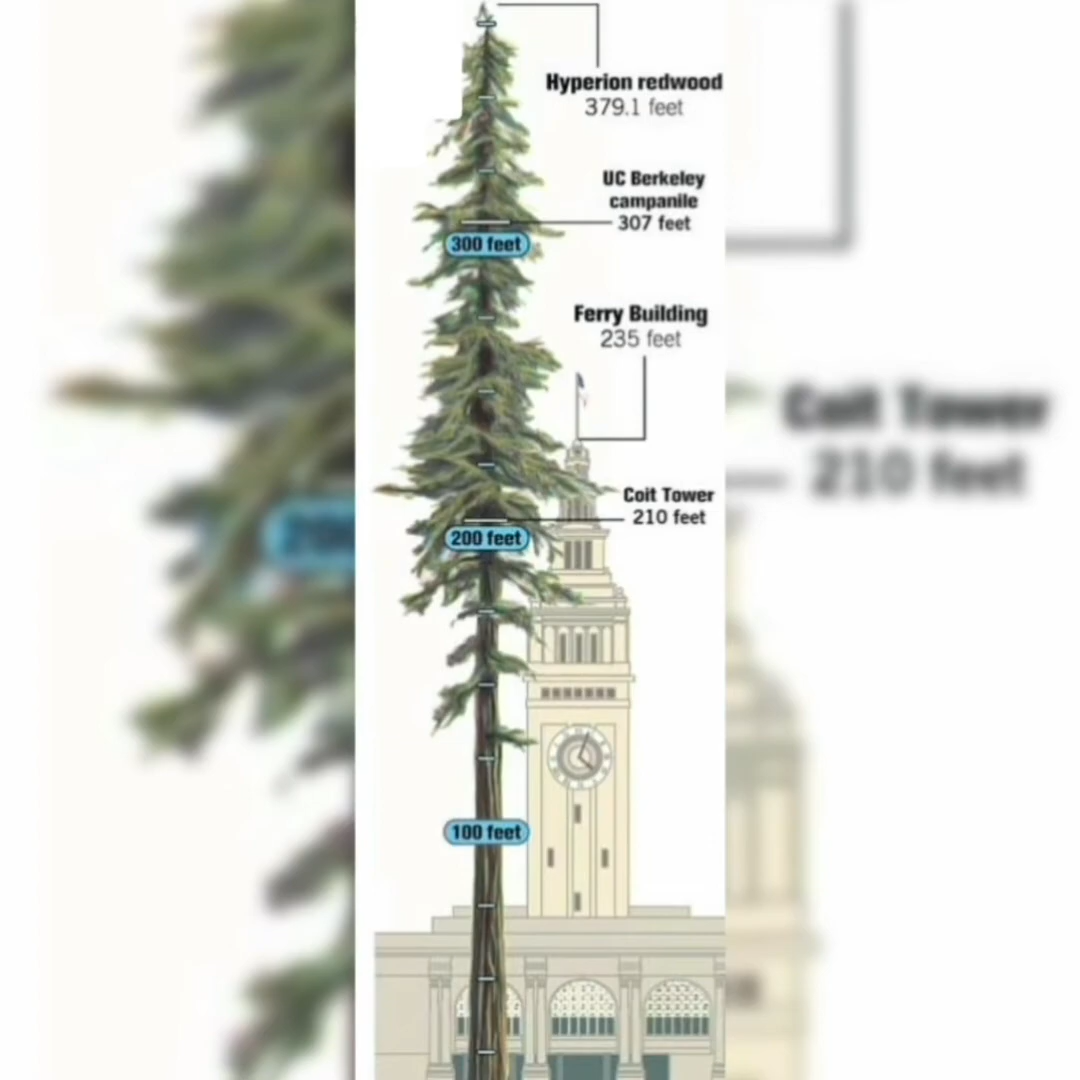 Hyperion redwood
379.1 feet
UC Berkeley
campanile
307 feet
300 feet
Ferry Building
235 feet
Coit Tower
210 feet
200 feet
100 feet
Coit Tower
210 feet